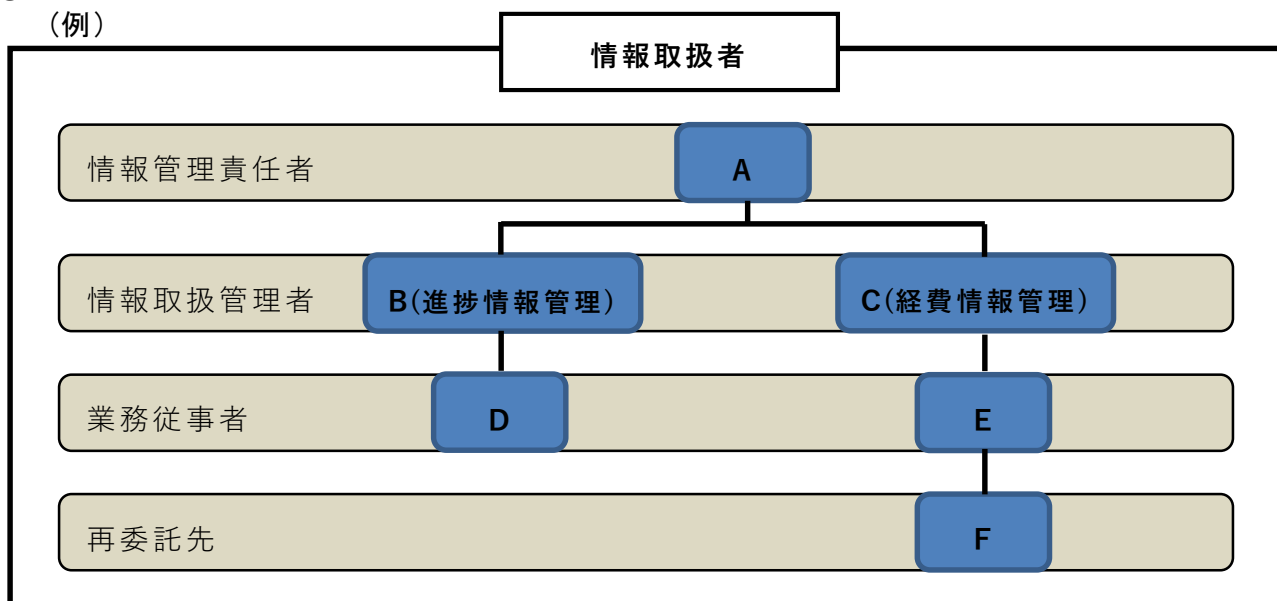 （例）
情報取扱者
情報管理責任者
A
情報取扱管理者
B(進捗情報管理)
C(経費情報管理)
業務従事者
D
E
再委託先
F